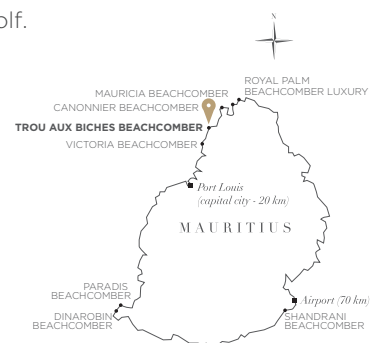 olf.
N
ROYAL PALM
BEACHCOMBER LUXURY
MAURICIA BEACHCOMBER
CANONNIER BEACHCOMBER
TROU AUX BICHES BEACHCOMBER
VICTORIA BEACHCOMBER
Port Louis
(capital city - 20 km)
MAURITIUS
PARADIS
BEACHCOMBER
DINAROBIN
BEACHCOMBER
Airport (70 km)
SHANDRANI
BEACHCOMBER